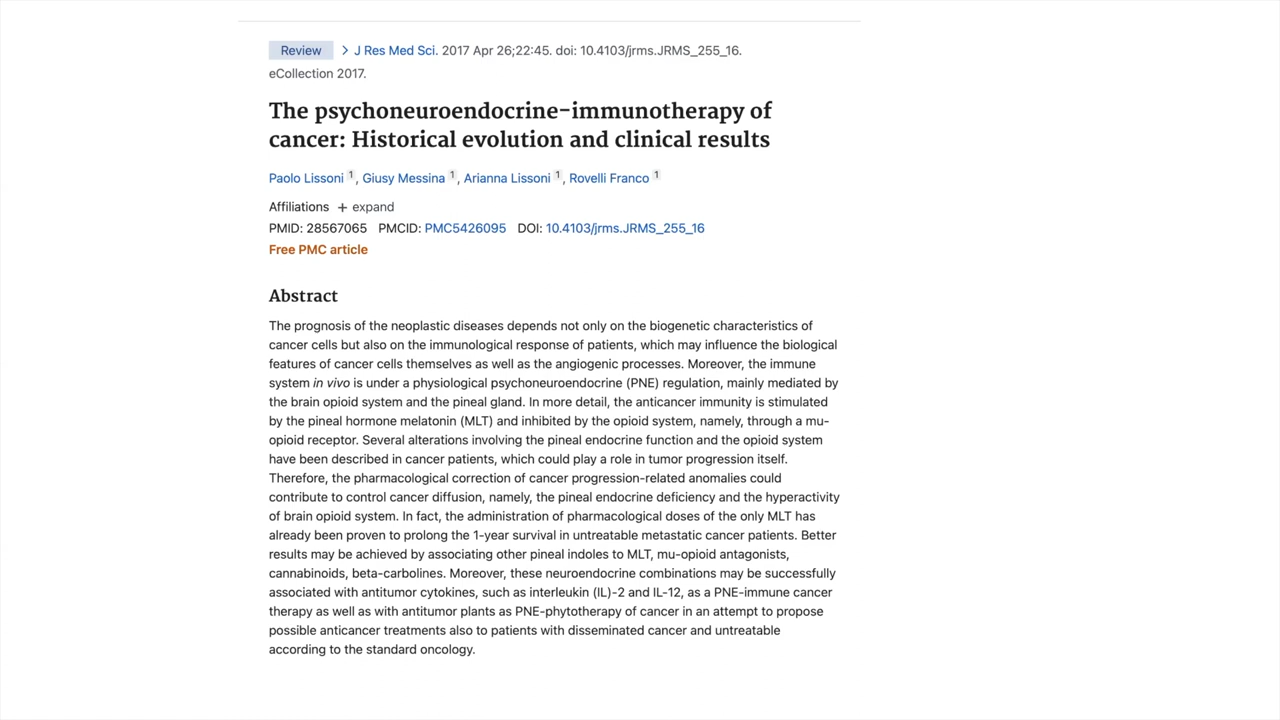 Review > J Res Med Sci. 2017 Apr 26;22:45. doi: 10.4103/jrms.JRMS_255_16.
eCollection 2017.
The psychoneuroendocrine-immunotherapy of
cancer: Historical evolution and clinical results
Paolo Lissoni 1, Giusy Messina 1, Arianna Lissoni 1, Rovelli Franco 1
Affiliations + expand
PMID: 28567065 PMCID: PMC5426095 DOI: 10.4103/jrms.JRMS_255_16
Free PMC article
Abstract
The prognosis of the neoplastic diseases depends not only on the biogenetic characteristics of
cancer cells but also on the immunological response of patients, which may influence the biological
features of cancer cells themselves as well as the angiogenic processes. Moreover, the immune
system in vivo is under a physiological psychoneuroendocrine (PNE) regulation, mainly mediated by
the brain opioid system and the pineal gland. In more detail, the anticancer immunity is stimulated
by the pineal hormone melatonin (MLT) and inhibited by the opioid system, namely, through a mu-
opioid receptor. Several alterations involving the pineal endocrine function and the opioid system
have been described in cancer patients, which could play a role in tumor progression itself.
Therefore, the pharmacological correction of cancer progression-related anomalies could
contribute to control cancer diffusion, namely, the pineal endocrine deficiency and the hyperactivity
of brain opioid system. In fact, the administration of pharmacological doses of the only MLT has
already been proven to prolong the 1-year survival in untreatable metastatic cancer patients. Better
results may be achieved by associating other pineal indoles to MLT, mu-opioid antagonists,
cannabinoids, beta-carbolines. Moreover, these neuroendocrine combinations may be successfully
associated with antitumor cytokines, such as interleukin (IL)-2 and IL-12, as a PNE-immune cancer
therapy as well as with antitumor plants as PNE-phytotherapy of cancer in an attempt to propose
possible anticancer treatments also to patients with disseminated cancer and untreatable
according to the standard oncology.